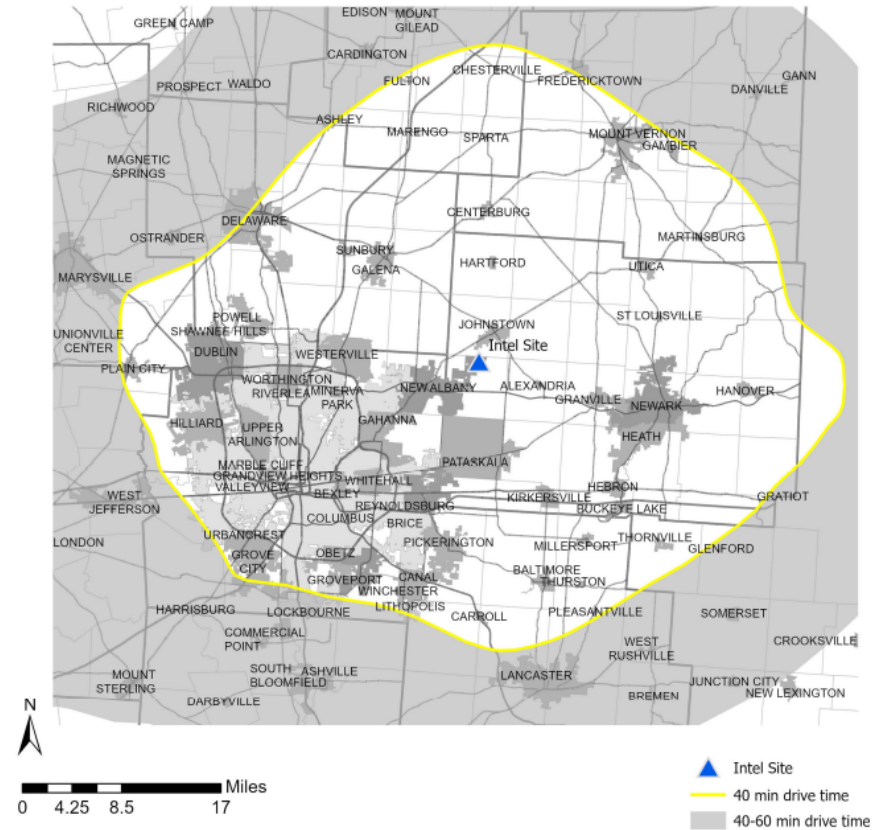 EDISON
MOUNT
GILEAD
GREEN CAMP
CARDINGTON
CHESTERVILLE
GANN
FULTON
FREDERICKTOWN
PROSPECT
WALDO
DANVILLE
RICHWOOD
ASHLEY
MARENGO
SPARTA
MOUNT VERNON
GAMBIER
MAGNETIC
SPRINGS
CENTERBURG
DELAWARE
OSTRANDER
MARTINSBURG
SUNBURY
HARTFORD
GALENA
UTICA
MARYSVILLE
POWELL
ST LOUISVILLE
SHAWNEE HILLS
JOHNSTOWN
UNIONVILLE
CENTER
Intel Site
DUBLIN
WESTERVILLE
PLAIN CITY
WORTHINGTON
RIVERLEA
MINERVA
PARK
NEW ALBANY
ALEXANDRIA
HANOVER
GRANVILLE
NEWARK
GAHANNA
HILLIARD
UPPER
ARLINGTON
HEATH
MARBLE CLIFF
PATASKALA
GRANDVIEW HEIGHTS
VALLEYVIEW
WHITEHALL
HEBRON
WEST
JEFFERSON
BEXLEY
KIRKERSVILLE
GRATIOT
REYNOLDSBURG
BUCKEYE LAKE
COLUMBUS
BRICE
URBANCREST
THORNVILLE
LONDON
PICKERINGTON
MILLERSPORT
GLENFORD
GROVE
CITY
OBETZ
BALTIMORE
GROVEPORT
CANAL
WINCHESTER
THURSTON
LITHOPOLIS
HARRISBURG
LOCKBOURNE
CARROLL
PLEASANTVILLE
SOMERSET
COMMERCIAL
POINT
WEST
RUSHVILLE
CROOKSVILLE
MOUNT
STERLING
SOUTH
BLOOMFIELD
ASHVILLE
LANCASTER
JUNCTION CITY
NEW LEXINGTON
DARBYVILLE
BREMEN
N
Miles
0 4.25 8.5 17
Intel Site
40 min drive time
40-60 min drive time